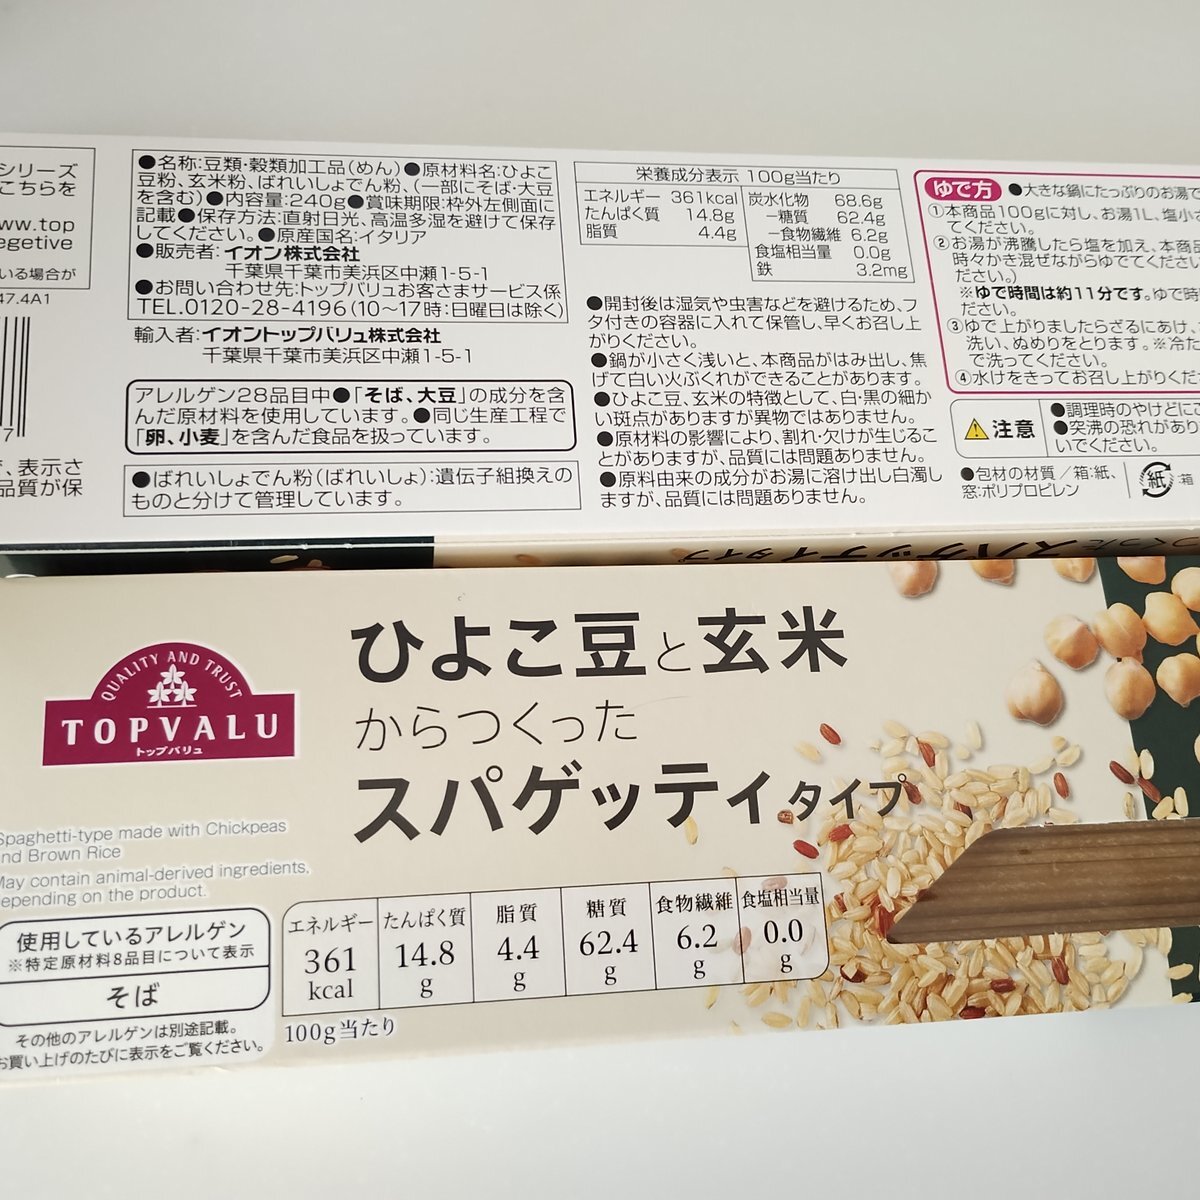 シリーズ
こちらを
ww.top
egetive
いる場合が
47.4A1
7
、表示さ
品質が保
●名称:豆類・穀類加工品(めん)●原材料名:ひよこ
豆粉、玄米粉、ばれいしょでん粉、(一部にそば・大豆
を含む)●内容量:240g●賞味期限:枠外左側面に
記載●保存方法:直射日光、高温多湿を避けて保存
してください。●原産国名:イタリア
●販売者:イオン株式会社
千葉県千葉市美浜区中瀬1-5-1
●お問い合わせ先:トップバリュお客さまサービス係
TEL.0120-28-4196(10〜17時:日曜日は除く)
輸入者:イオントップバリュ株式会社
千葉県千葉市美浜区中瀬1-5-1
アレルゲン28品目中●「そば、大豆」の成分を含
んだ原材料を使用しています。●同じ生産工程で
「卵、小麦」を含んだ食品を扱っています。
●ばれいしょでん粉(ばれいしょ):遺伝子組換えの
ものと分けて管理しています。
栄養成分表示 100g当たり
エネルギー 361kcal
たんぱく質 14.8g
脂質 4.4g
炭水化物 68.6g
−糖質 62.4g
−食物繊維 6.2g
食塩相当量 0.0g
鉄 3.2mg
●開封後は湿気や虫害などを避けるため、フ
タ付きの容器に入れて保管し、早くお召し上
がりください。
●鍋が小さく浅いと、本商品がはみ出し、焦
げて白い火ぶくれができることがあります。
●ひよこ豆、玄米の特徴として、白・黒の細か
い斑点がありますが異物ではありません。
●原材料の影響により、割れ・欠けが生じるこ
とがありますが、品質には問題ありません。
●原料由来の成分がお湯に溶け出し白濁し
ますが、品質には問題ありません。
ゆで方 ●大きな鍋にたっぷりのお湯で
①本商品100gに対し、お湯1L、塩小さ
てください。
②お湯が沸騰したら塩を加え、本商品
時々かき混ぜながらゆでてください
ださい。)
※ゆで時間は約11分です。ゆで時
ださい。
③ゆで上がりましたらざるにあけ、
洗い、ぬめりをとります。※冷た
で洗ってください。
④水けをきってお召し上がりくだ
注意
●調理時のやけどに
●突沸の恐れがあり
いでください。
●包材の材質/箱:紙、
窓:ポリプロピレン
紙
:箱
QUALITY AND TRUST
TOPVALU
トップバリュ
ひよこ豆と玄米
からつくった
スパゲッティタイプ
Spaghetti-type made with Chickpeas
and Brown Rice
May contain animal-derived ingredients,
depending on the product.
使用しているアレルゲン
※特定原材料8品目について表示
そば
その他のアレルゲンは別途記載。
お買い上げのたびに表示をご覧ください。
エネルギー 361 kcal
たんぱく質 14.8 g
脂質 4.4 g
糖質 62.4 g
食物繊維 6.2 g
食塩相当量 0.0 g
100g当たり